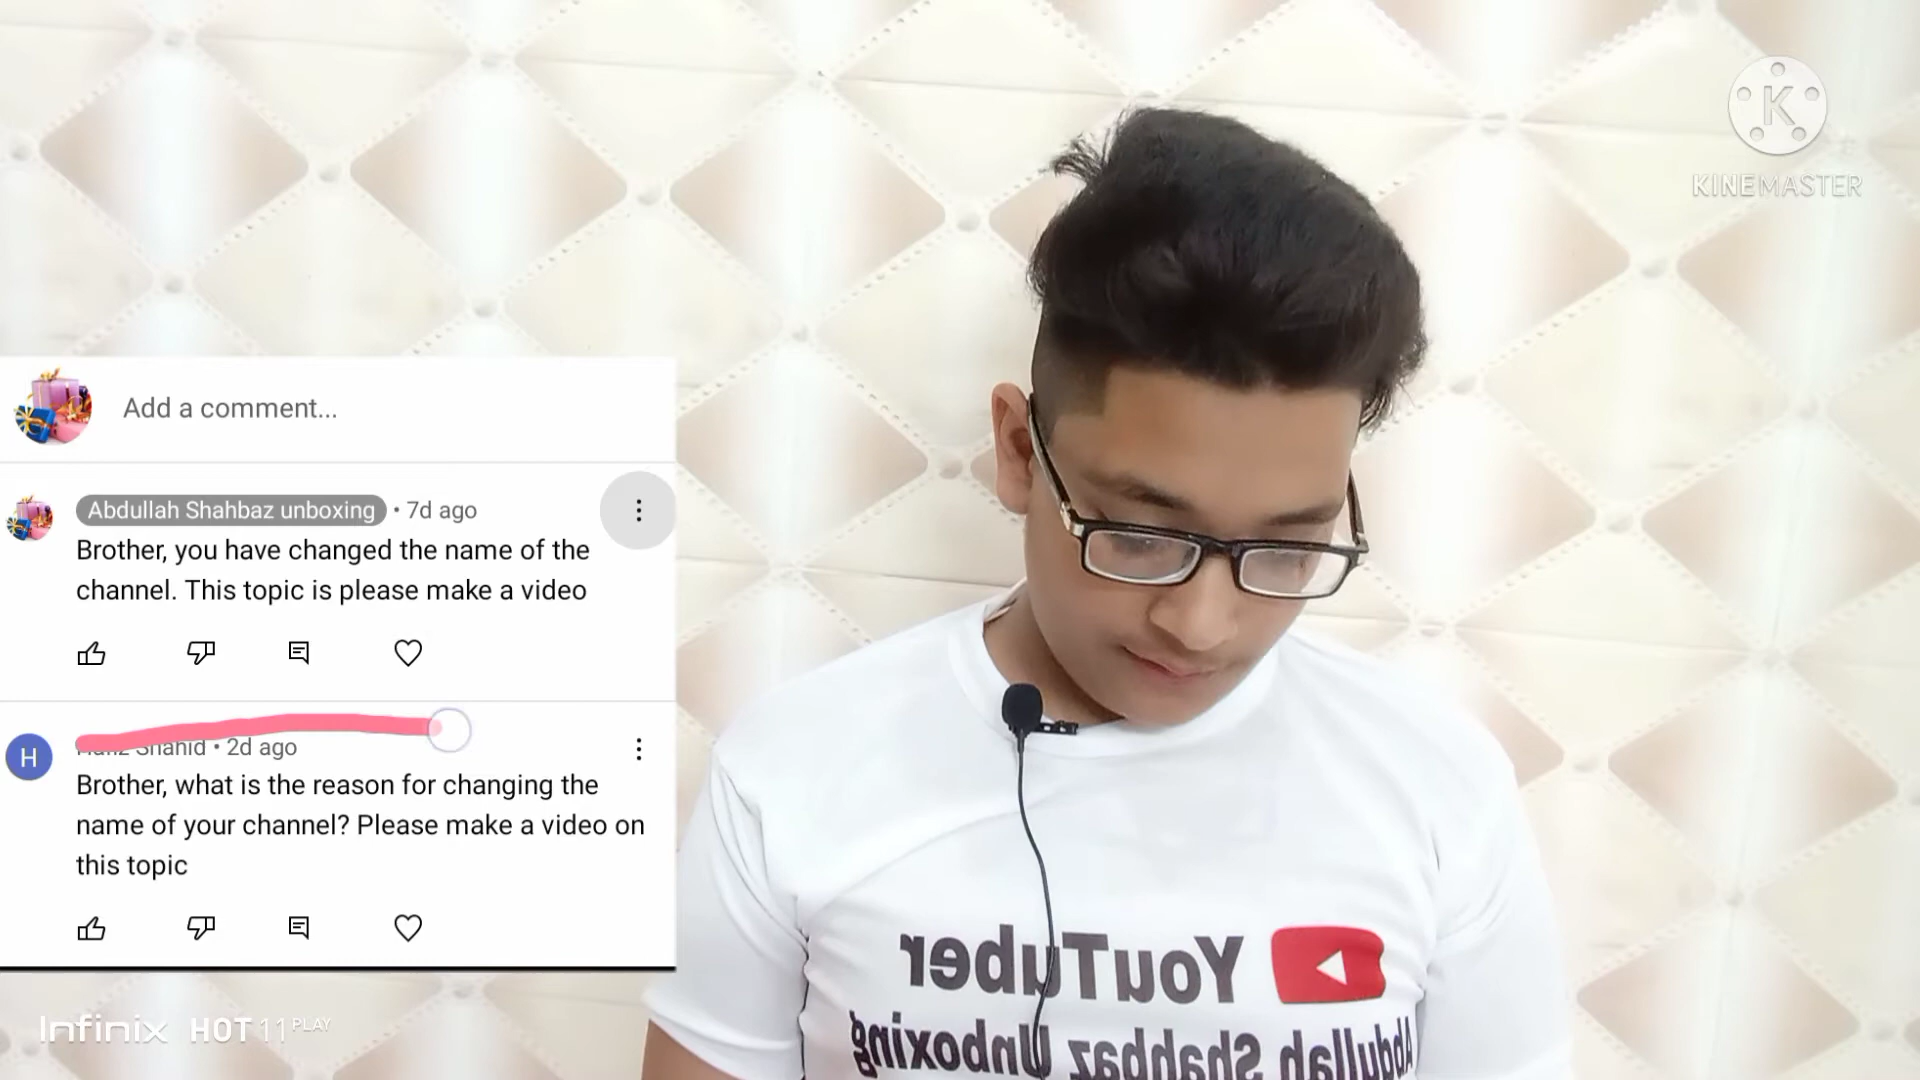 K
KINEMASTER
Add a comment...
Abdullah Shahbaz unboxing • 7d ago
Brother, you have changed the name of the
channel. This topic is please make a video
H
Shahid • 2d ago
Brother, what is the reason for changing the
name of your channel? Please make a video on
this topic
YouTuber
Abdullah Shahbaz Unboxing
Infinix HOT 11 PLAY